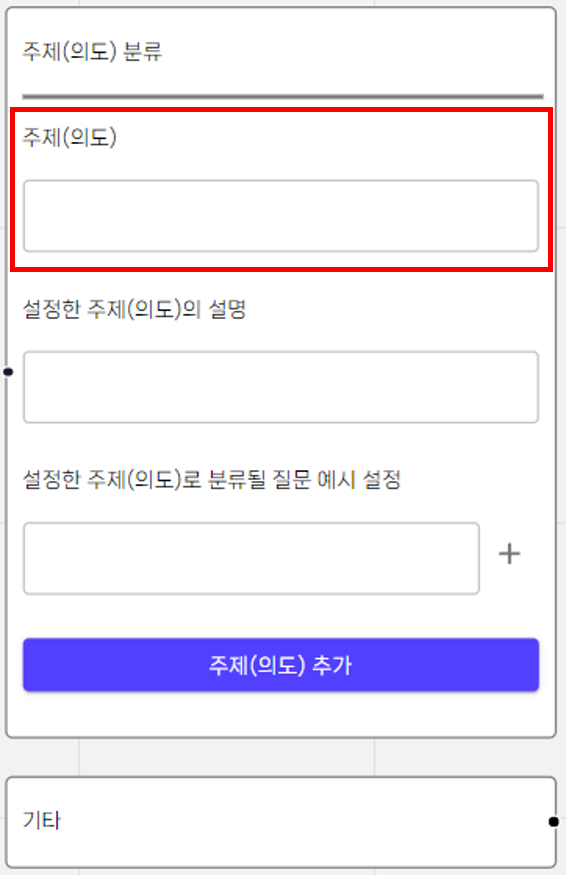 주제(의도) 분류
주제(의도)
설정한 주제(의도)의 설명
설정한 주제(의도)로 분류될 질문 예시 설정
+
주제(의도) 추가
기타